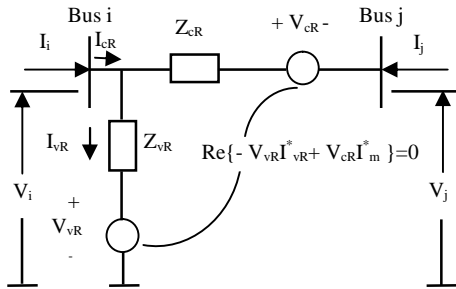 Bus i
Bus j
I_i
I_cR
Z_cR
+ V_cR -
I_j
I_vR
Z_vR
Re{- V_vR I*_vR + V_cR I*_m }=0
V_i
V_j
+
V_vR
-